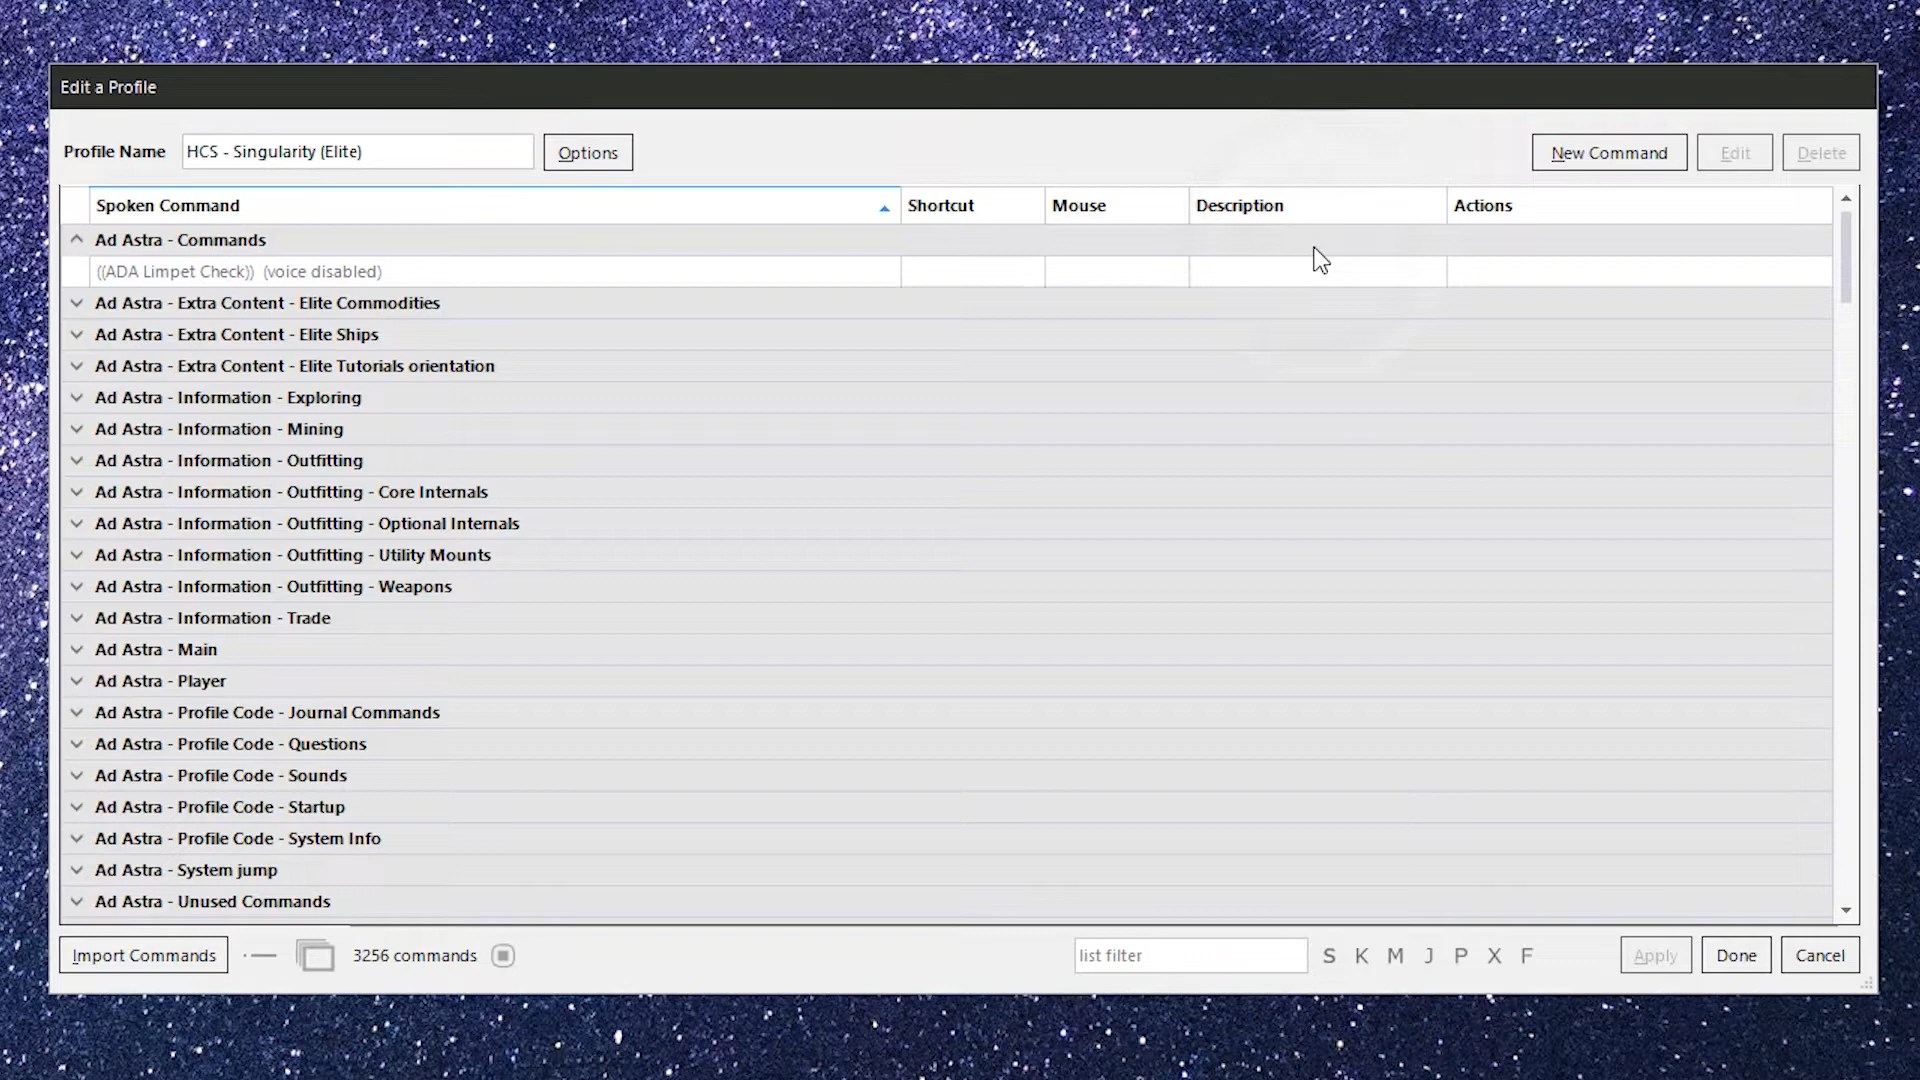 Edit a Profile
Profile Name HCS - Singularity (Elite) Options New Command Edit Delete
Spoken Command Shortcut Mouse Description Actions
Ad Astra - Commands
((ADA Limpet Check)) (voice disabled)
Ad Astra - Extra Content - Elite Commodities
Ad Astra - Extra Content - Elite Ships
Ad Astra - Extra Content - Elite Tutorials orientation
Ad Astra - Information - Exploring
Ad Astra - Information - Mining
Ad Astra - Information - Outfitting
Ad Astra - Information - Outfitting - Core Internals
Ad Astra - Information - Outfitting - Optional Internals
Ad Astra - Information - Outfitting - Utility Mounts
Ad Astra - Information - Outfitting - Weapons
Ad Astra - Information - Trade
Ad Astra - Main
Ad Astra - Player
Ad Astra - Profile Code - Journal Commands
Ad Astra - Profile Code - Questions
Ad Astra - Profile Code - Sounds
Ad Astra - Profile Code - Startup
Ad Astra - Profile Code - System Info
Ad Astra - System jump
Ad Astra - Unused Commands
Import Commands 3256 commands list filter S K M J P X F Apply Done Cancel